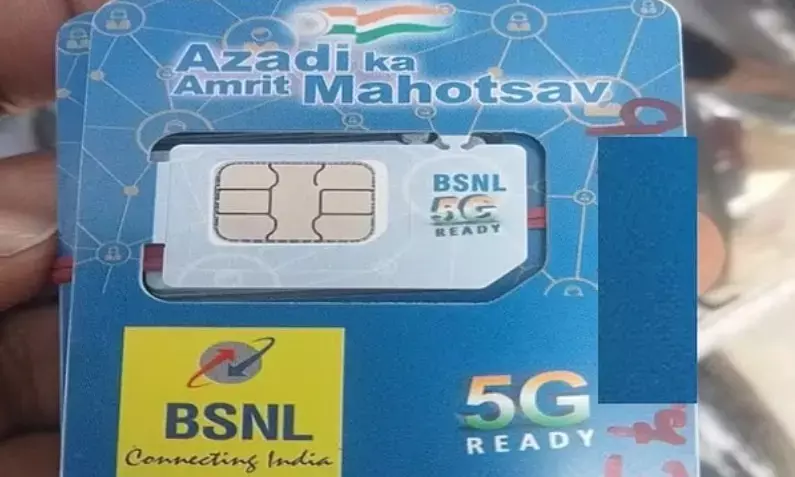 Azadi ka
Amrit Mahotsav
BSNL
5G
READY
BSNL
Connecting India
5G
READY